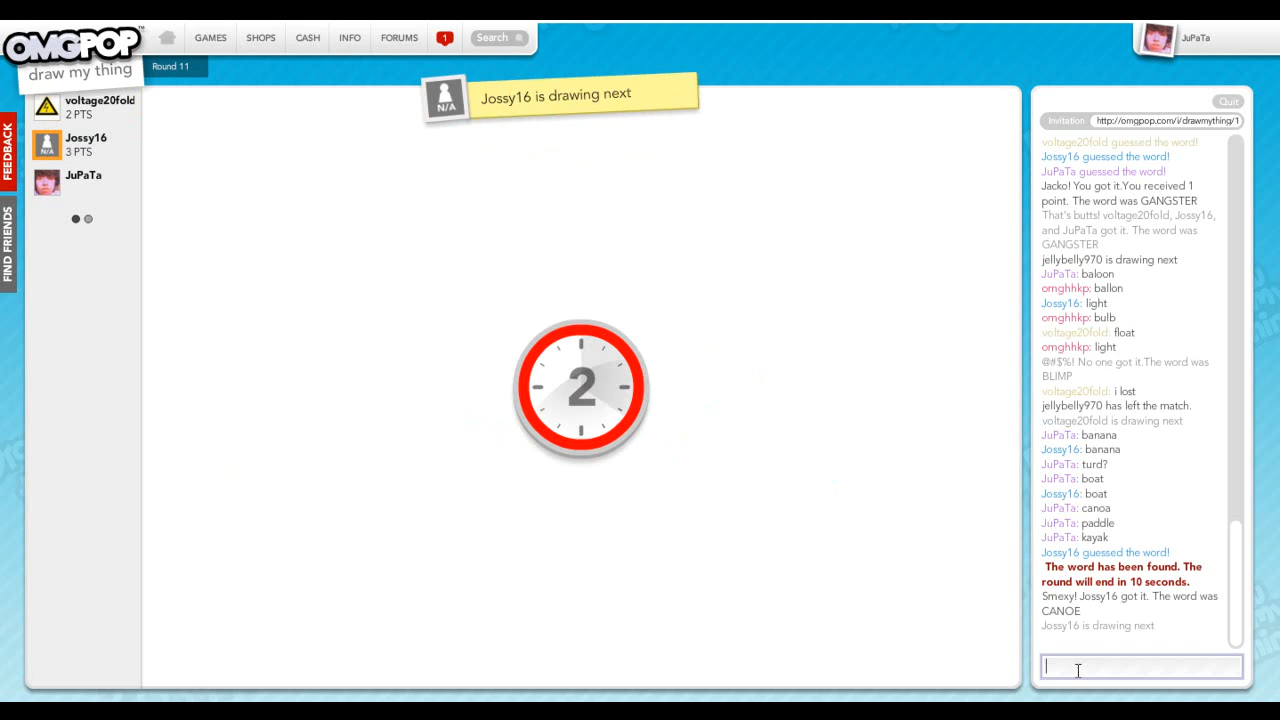 OMGPOP
draw my thing
GAMES
SHOPS
CASH
INFO
FORUMS
1
Search
JuPaTa
Round 11
voltage20fold
2 PTS
Jossy16
3 PTS
JuPaTa
FEEDBACK
FIND FRIENDS
N/A
N/A
Jossy16 is drawing next
2
Quit
Invitation
http://omgpop.com/i/drawmything/1
voltage20fold guessed the word!
Jossy16 guessed the word!
JuPaTa guessed the word!
Jacko! You got it.You received 1
point. The word was GANGSTER
That's butts! voltage20fold, Jossy16,
and JuPaTa got it. The word was
GANGSTER
jellybelly970 is drawing next
JuPaTa: baloon
omghhkp: ballon
Jossy16: light
omghhkp: bulb
voltage20fold: float
omghhkp: light
@#$%! No one got it.The word was
BLIMP
voltage20fold: i lost
jellybelly970 has left the match.
voltage20fold is drawing next
JuPaTa: banana
Jossy16: banana
JuPaTa: turd?
JuPaTa: boat
Jossy16: boat
JuPaTa: canoa
JuPaTa: paddle
JuPaTa: kayak
Jossy16 guessed the word!
The word has been found. The
round will end in 10 seconds.
Smexy! Jossy16 got it. The word was
CANOE
Jossy16 is drawing next